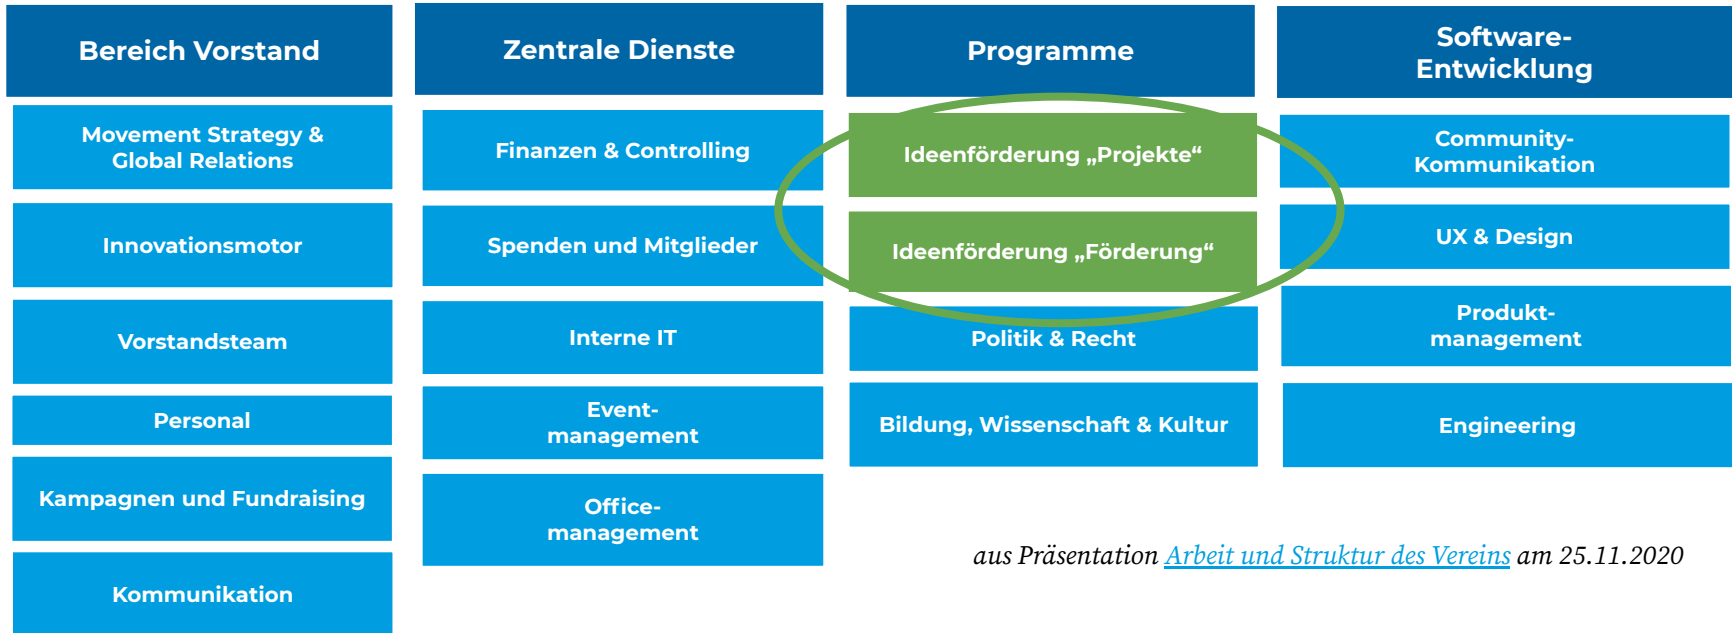 Bereich Vorstand
Movement Strategy &
Global Relations
Innovationsmotor
Vorstandsteam
Personal
Kampagnen und Fundraising
Kommunikation
Zentrale Dienste
Finanzen & Controlling
Spenden und Mitglieder
Interne IT
Event-
management
Office-
management
Programme
Ideenförderung „Projekte“
Ideenförderung „Förderung“
Politik & Recht
Bildung, Wissenschaft & Kultur
Software-
Entwicklung
Community-
Kommunikation
UX & Design
Produkt-
management
Engineering
aus Präsentation Arbeit und Struktur des Vereins am 25.11.2020